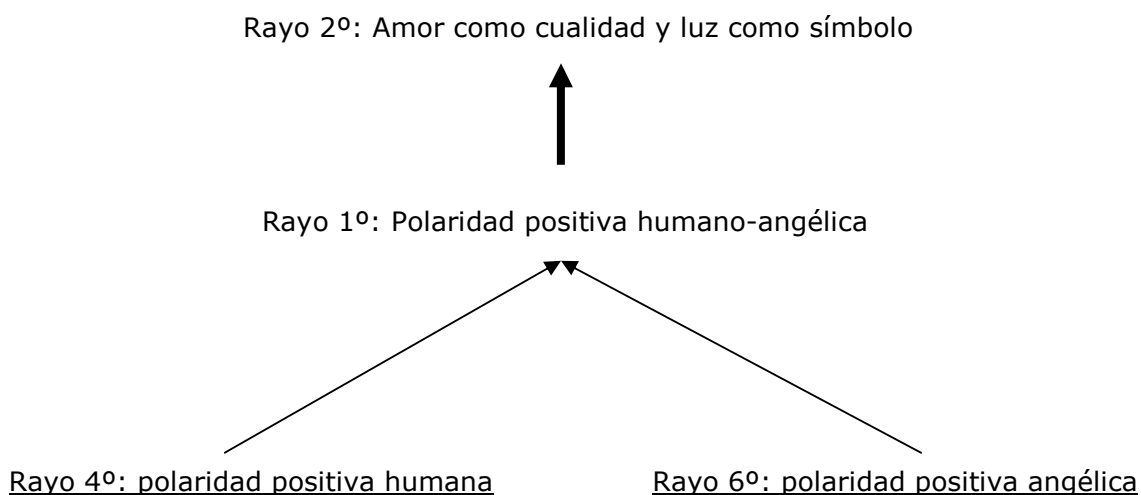 Rayo 2º: Amor como cualidad y luz como símbolo
Rayo 1º: Polaridad positiva humano-angélica
Rayo 4º: polaridad positiva humana
Rayo 6º: polaridad positiva angélica